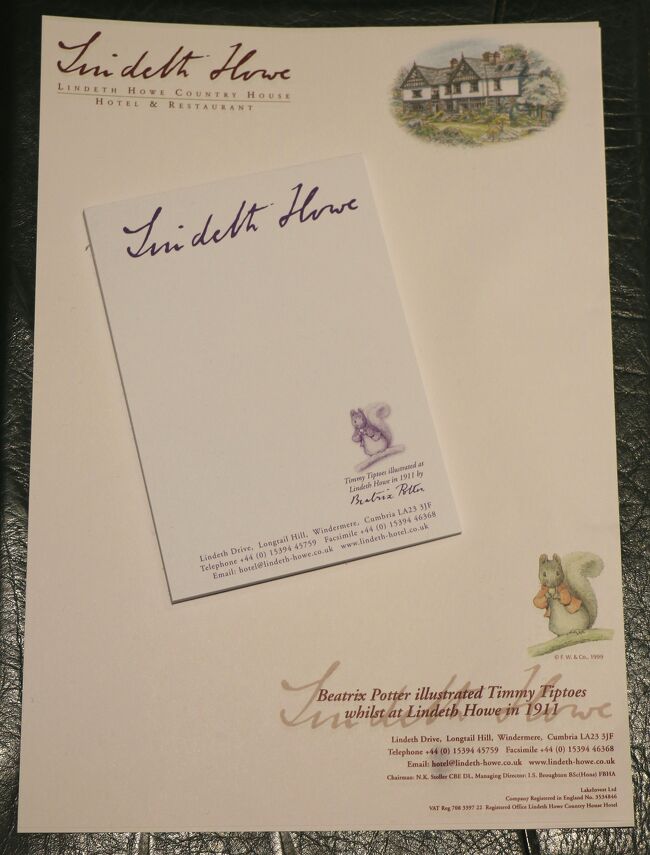 Lindeth Howe
Lindeth Howe Country House
Hotel & Restaurant
Lindeth Howe
Timmy Tiptoes illustrated at
Lindeth Howe in 1911 by
Beatrix Potter
Lindeth Drive, Longtail Hill, Windermere, Cumbria LA23 3JF
Telephone +44 (0) 15394 45759 Facsimile +44 (0) 15394 46368
Email: hotel@lindeth-howe.co.uk www.lindeth-hotel.co.uk
© F. W. & Co., 1999
Lindeth Howe
Beatrix Potter illustrated Timmy Tiptoes
whilst at Lindeth Howe in 1911
Lindeth Drive, Longtail Hill, Windermere, Cumbria LA23 3JF
Telephone +44 (0) 15394 45759 Facsimile +44 (0) 15394 46368
Email: hotel@lindeth-howe.co.uk www.lindeth-howe.co.uk
Chairman: N.K. Stoller CBE DL, Managing Director: I.S. Broughton BSc(Hons) FBHA
LakeInvest Ltd
Company Registered in England No. 3534846
VAT Reg 708 3397 22 Registered Office Lindeth Howe Country House Hotel